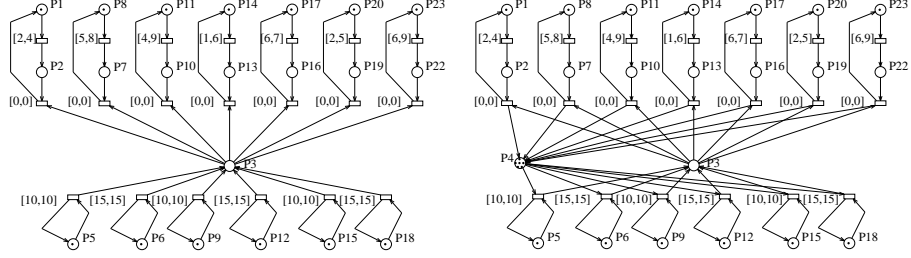 P1 P8 P11 P14 P17 P20 P23 P1 P8 P11 P14 P17 P20 P23
[2,4] [5,8] [4,9] [1,6] [6,7] [2,5] [6,9] [2,4] [5,8] [4,9] [1,6] [6,7] [2,5] [6,9]
P2 P7 P10 P13 P16 P19 P22 P2 P7 P10 P13 P16 P19 P22
[0,0] [0,0] [0,0] [0,0] [0,0] [0,0] [0,0] [0,0] [0,0] [0,0] [0,0] [0,0] [0,0] [0,0]
P3 P4 P3
[10,10] [15,15] [10,10] [15,15] [10,10] [15,15] [10,10] [15,15] [10,10] [15,15] [10,10] [15,15]
P5 P6 P9 P12 P15 P18 P5 P6 P9 P12 P15 P18